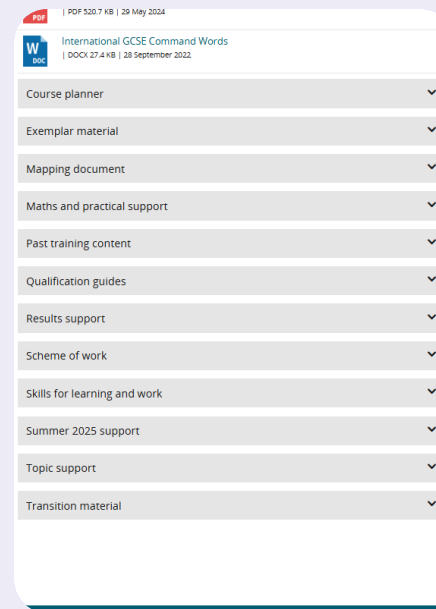 PDF
| PDF 520.7 KB | 29 May 2024
W
DOC
International GCSE Command Words
| DOCX 27.4 KB | 28 September 2022
Course planner
Exemplar material
Mapping document
Maths and practical support
Past training content
Qualification guides
Results support
Scheme of work
Skills for learning and work
Summer 2025 support
Topic support
Transition material